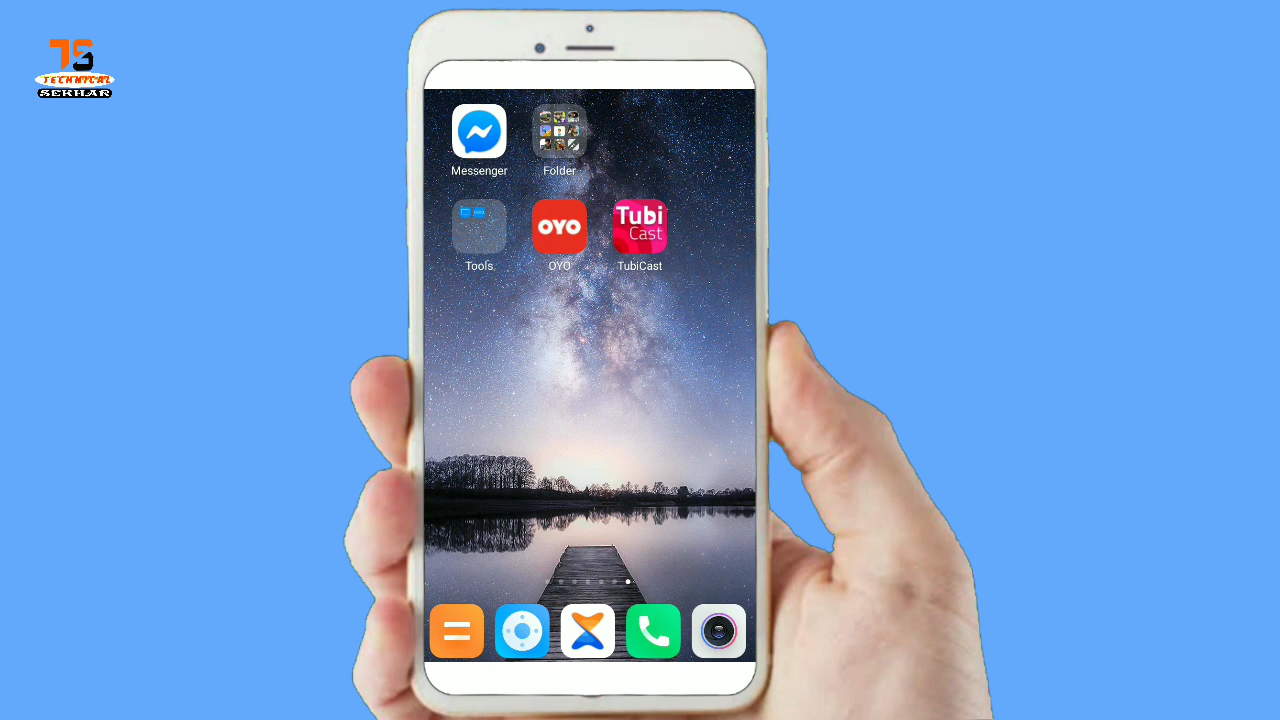 TS
TECHNICAL
SEKHAR
Messenger
Folder
OYO
Tubi
Cast
Tools
OYO
TubiCast